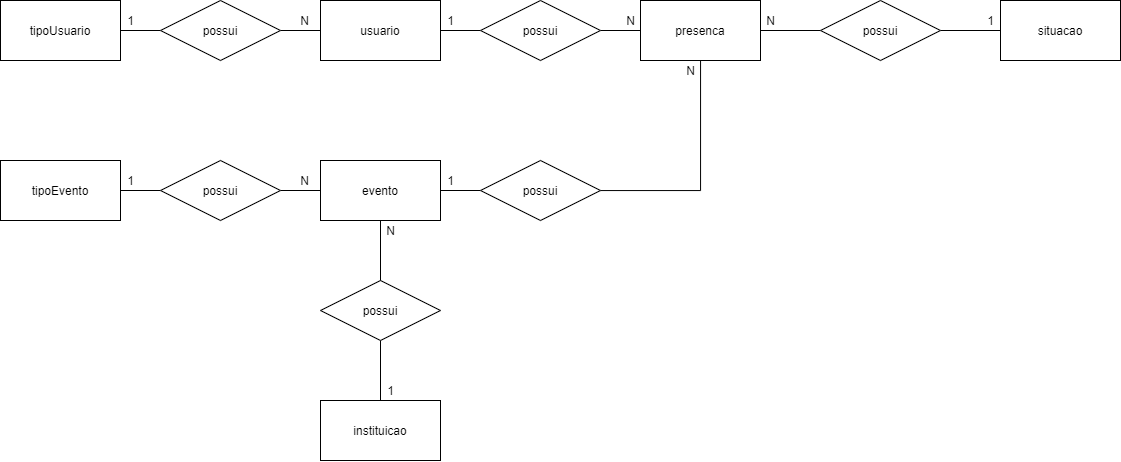 tipoUsuario 1 possui N usuario 1 possui N presenca N possui 1 situacao
N
tipoEvento 1 possui N evento 1 possui
N
possui
1
instituicao